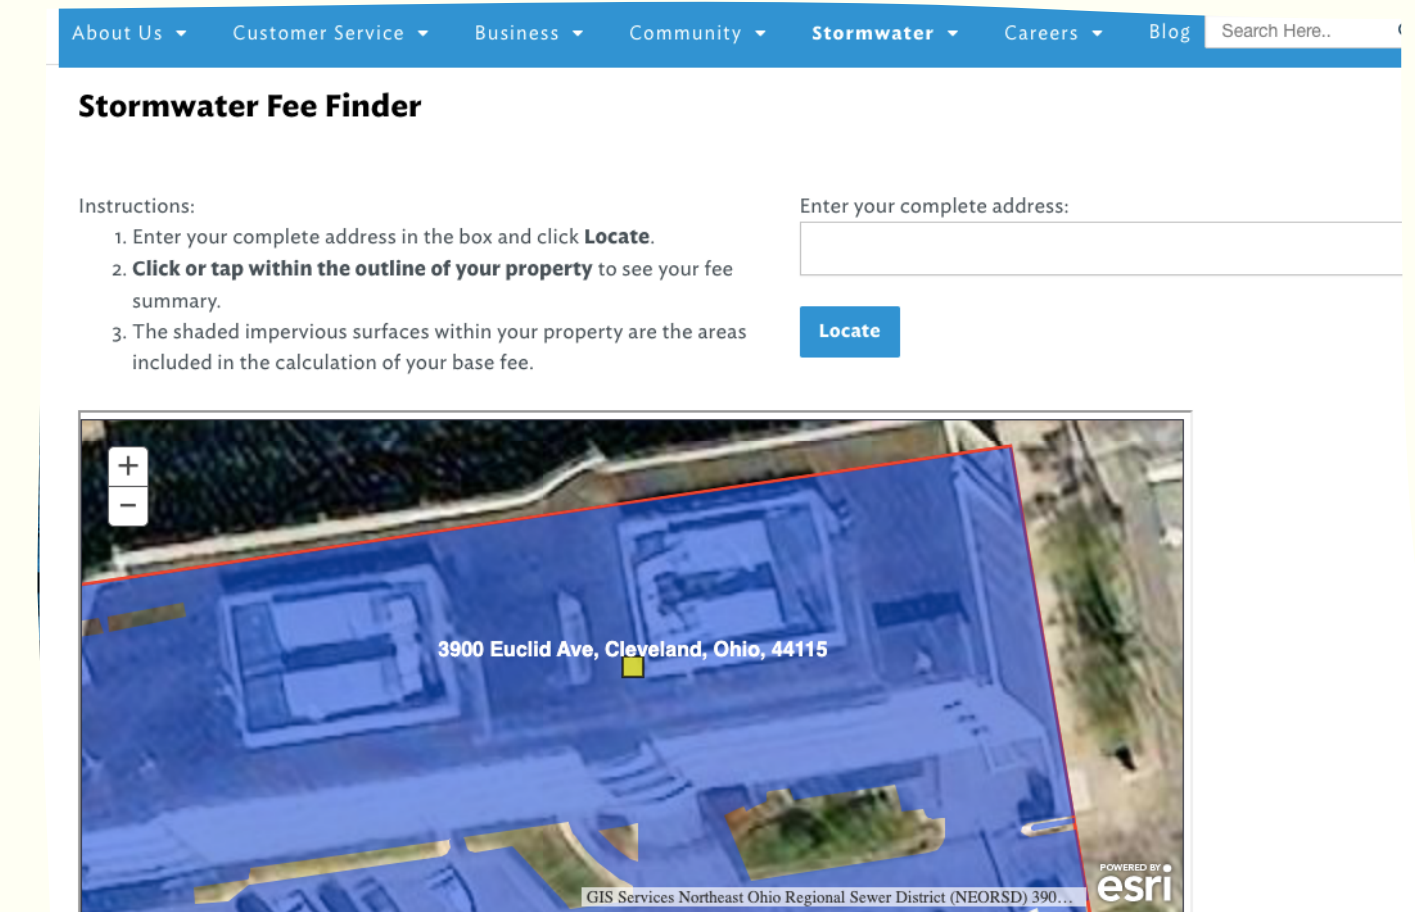 About Us Customer Service Business Community Stormwater Careers Blog Search Here..
Stormwater Fee Finder
Instructions:
1. Enter your complete address in the box and click Locate.
2. Click or tap within the outline of your property to see your fee
summary.
3. The shaded impervious surfaces within your property are the areas
included in the calculation of your base fee.
Enter your complete address:
Locate
+
−
3900 Euclid Ave, Cleveland, Ohio, 44115
GIS Services Northeast Ohio Regional Sewer District (NEORSD) 390...
POWERED BY
esri